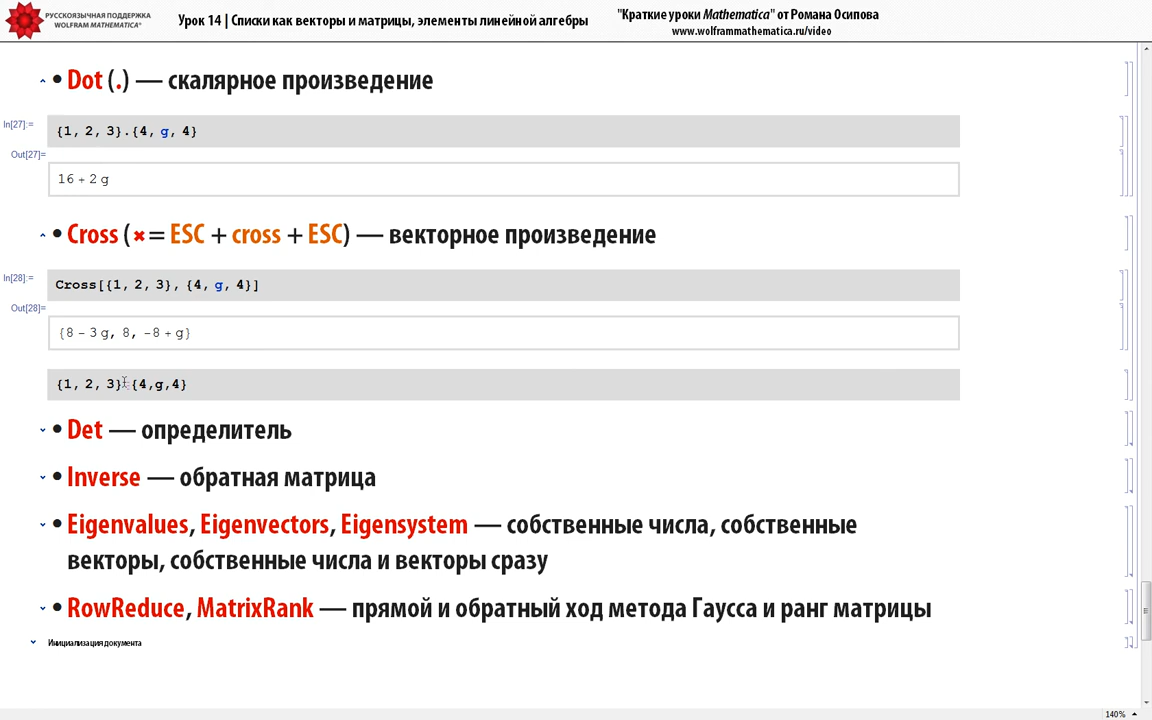 РУССКОЯЗЫЧНАЯ ПОДДЕРЖКА
WOLFRAM MATHEMATICA®
Урок 14 | Списки как векторы и матрицы, элементы линейной алгебры
"Краткие уроки Mathematica" от Романа Осипова
www.wolframmathematica.ru/video
• Dot (.) — скалярное произведение
In[27]:= {1, 2, 3}.{4, g, 4}
Out[27]= 16 + 2 g
• Cross (✖ = ESC + cross + ESC) — векторное произведение
In[28]:= Cross[{1, 2, 3}, {4, g, 4}]
Out[28]= {8 - 3 g, 8, -8 + g}
{1, 2, 3} {4,g,4}
• Det — определитель
• Inverse — обратная матрица
• Eigenvalues, Eigenvectors, Eigensystem — собственные числа, собственные
векторы, собственные числа и векторы сразу
• RowReduce, MatrixRank — прямой и обратный ход метода Гаусса и ранг матрицы
Инициализация документа
140%